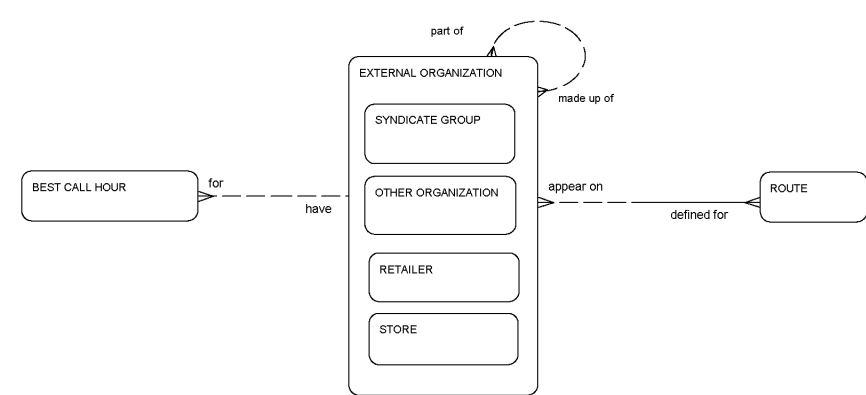 part of
EXTERNAL ORGANIZATION
made up of
SYNDICATE GROUP
BEST CALL HOUR
for
have
OTHER ORGANIZATION
appear on
defined for
ROUTE
RETAILER
STORE